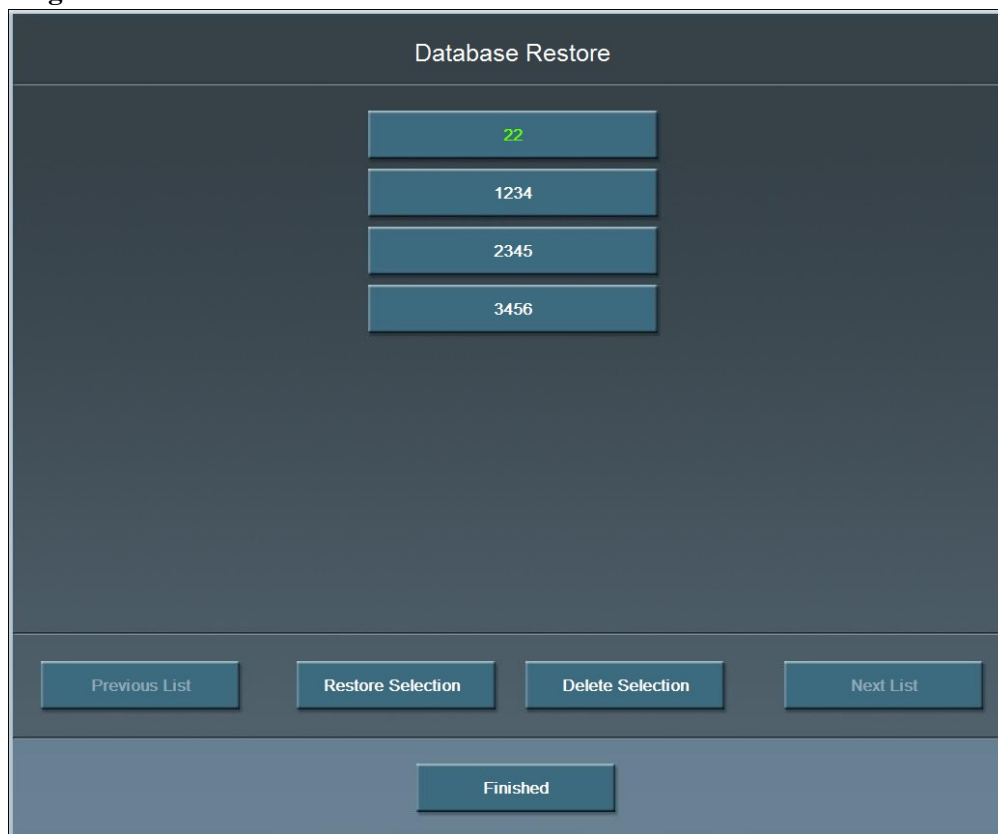 Database Restore
22
1234
2345
3456
Previous List Restore Selection Delete Selection Next List
Finished